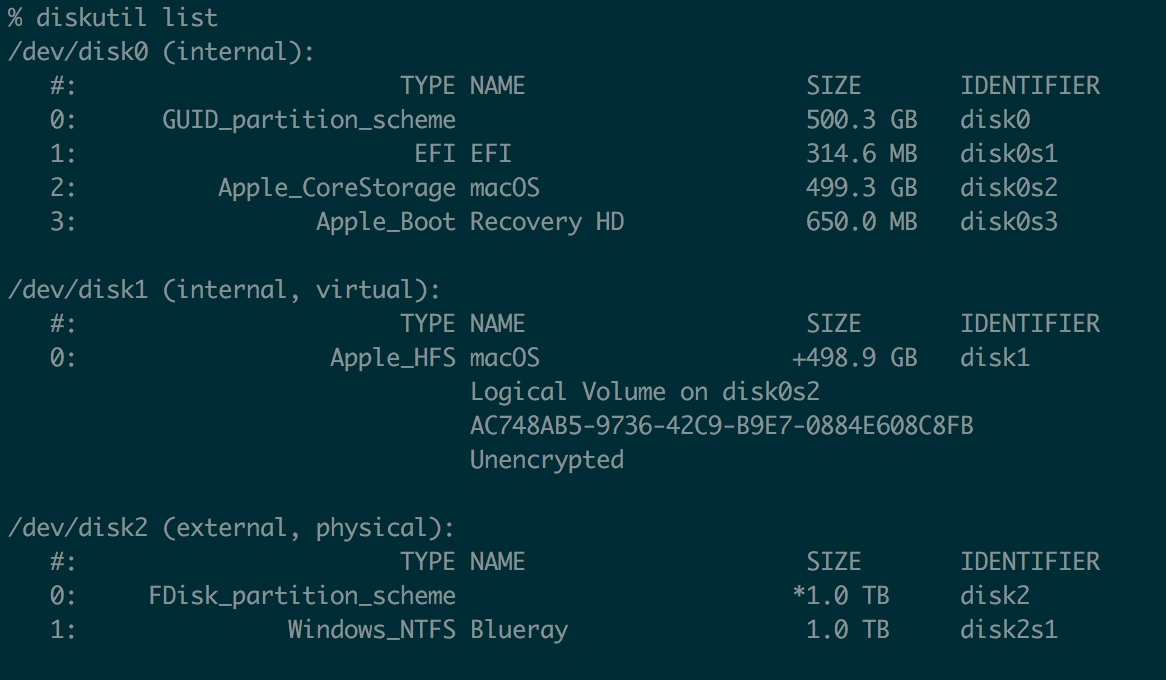 % diskutil list
/dev/disk0 (internal):
   #:                       TYPE NAME                    SIZE       IDENTIFIER
   0:      GUID_partition_scheme                         500.3 GB   disk0
   1:                        EFI EFI                     314.6 MB   disk0s1
   2:          Apple_CoreStorage macOS                   499.3 GB   disk0s2
   3:                 Apple_Boot Recovery HD             650.0 MB   disk0s3

/dev/disk1 (internal, virtual):
   #:                       TYPE NAME                    SIZE       IDENTIFIER
   0:                  Apple_HFS macOS                  +498.9 GB   disk1
                                 Logical Volume on disk0s2
                                 AC748AB5-9736-42C9-B9E7-0884E608C8FB
                                 Unencrypted

/dev/disk2 (external, physical):
   #:                       TYPE NAME                    SIZE       IDENTIFIER
   0:     FDisk_partition_scheme                        *1.0 TB     disk2
   1:               Windows_NTFS Blueray                 1.0 TB     disk2s1